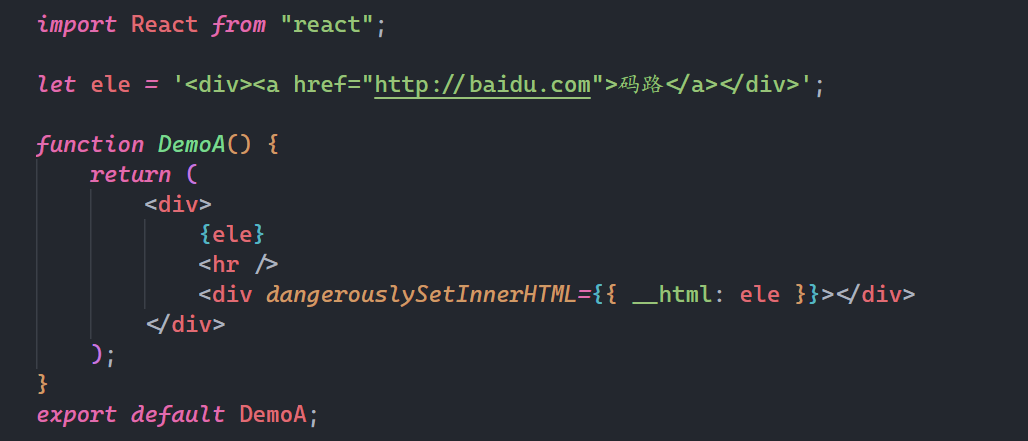 import React from "react";
let ele = '<div><a href="http://baidu.com">码路</a></div>';
function DemoA() {
return (
<div>
{ele}
<hr />
<div dangerouslySetInnerHTML={{ __html: ele }}></div>
</div>
);
}
export default DemoA;